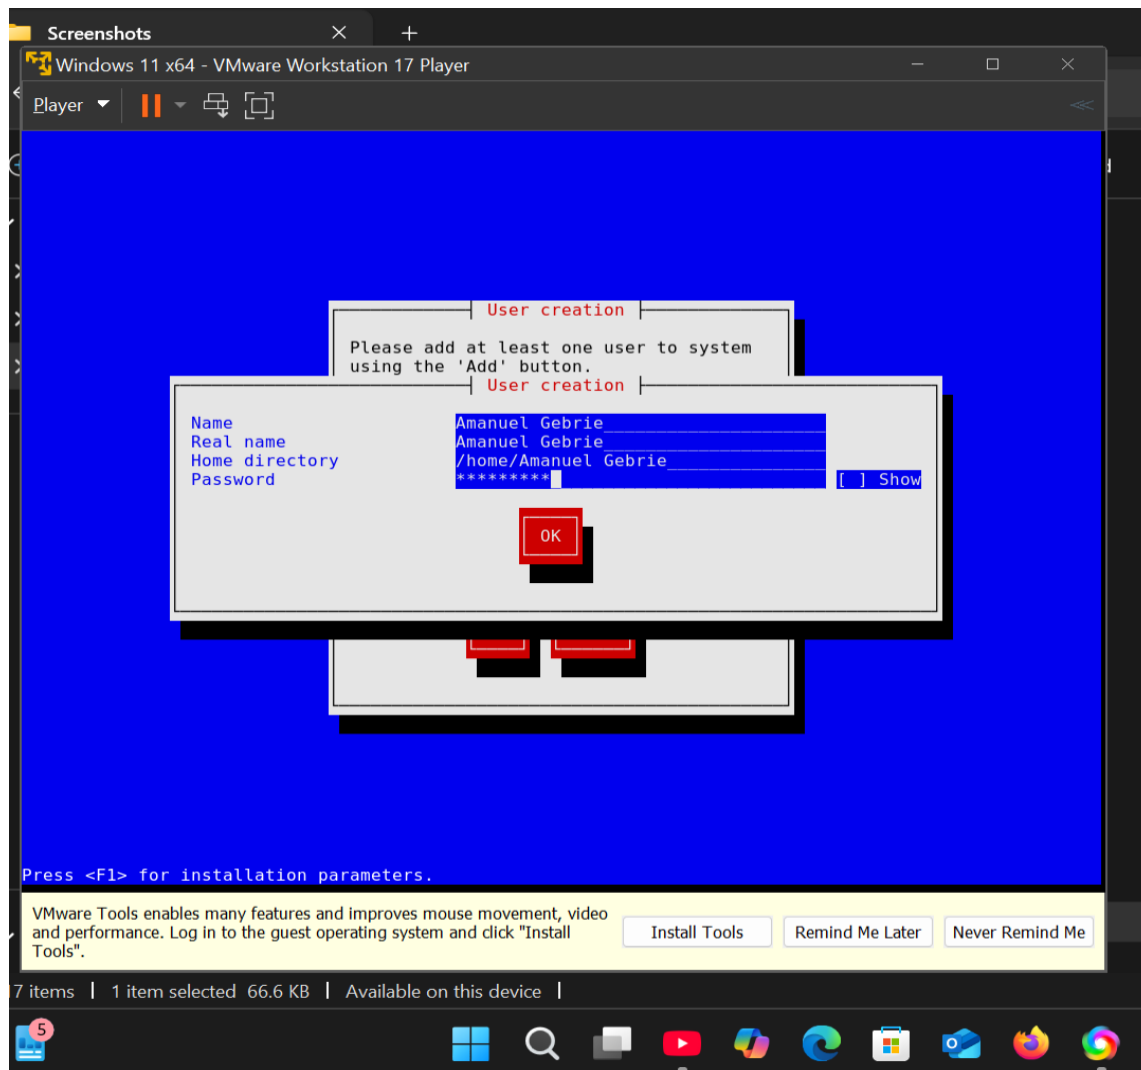 Screenshots
Windows 11 x64 - VMware Workstation 17 Player
Player
User creation
Please add at least one user to system
using the 'Add' button.
User creation
Name Amanuel Gebrie
Real name Amanuel Gebrie
Home directory /home/Amanuel Gebrie
Password ********* [ ] Show
OK
Press <F1> for installation parameters.
VMware Tools enables many features and improves mouse movement, video
and performance. Log in to the guest operating system and click "Install
Tools".
Install Tools Remind Me Later Never Remind Me
7 items | 1 item selected 66.6 KB | Available on this device |
5